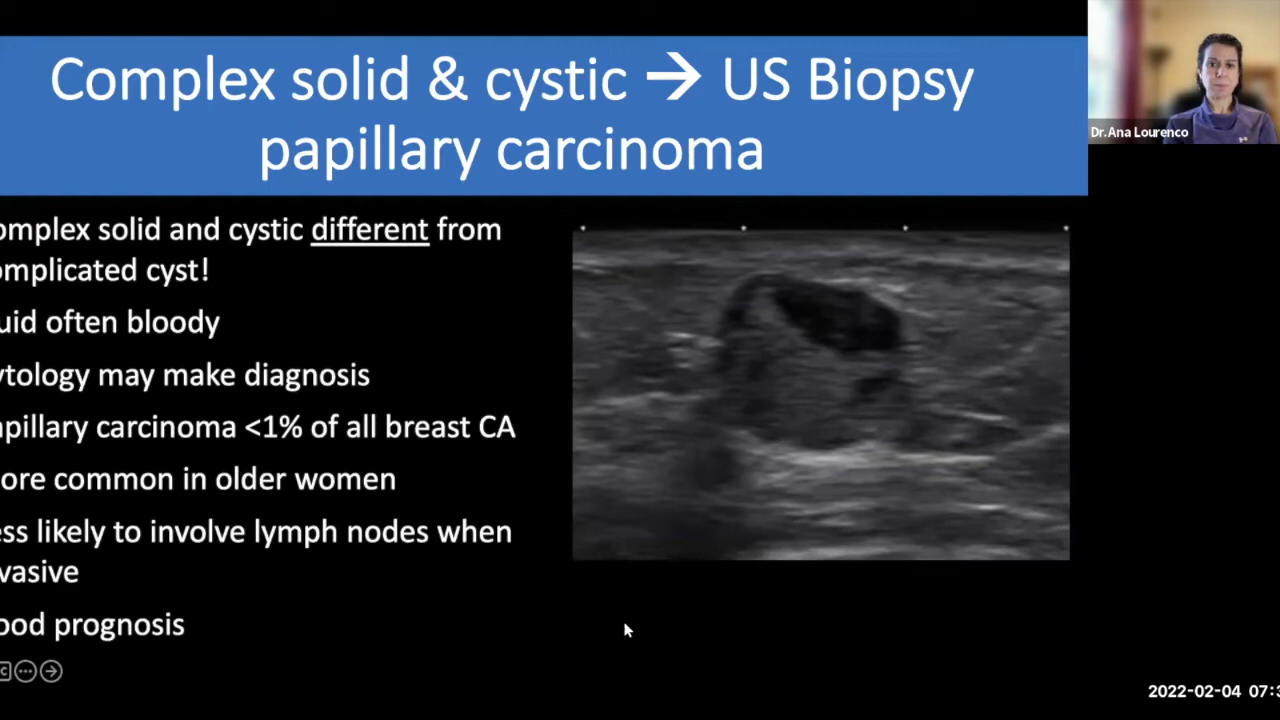 Complex solid & cystic → US Biopsy
papillary carcinoma
Dr. Ana Lourenco
omplex solid and cystic different from
omplicated cyst!
uid often bloody
ytology may make diagnosis
apillary carcinoma <1% of all breast CA
ore common in older women
ess likely to involve lymph nodes when
vasive
ood prognosis
2022-02-04 07:3